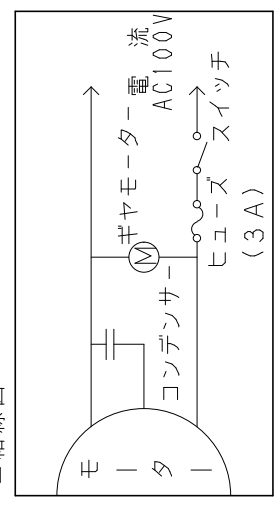 モーター
コンデンサー
ギヤモーター
M
電流
AC100V
ヒューズ
(3A)
スイッチ